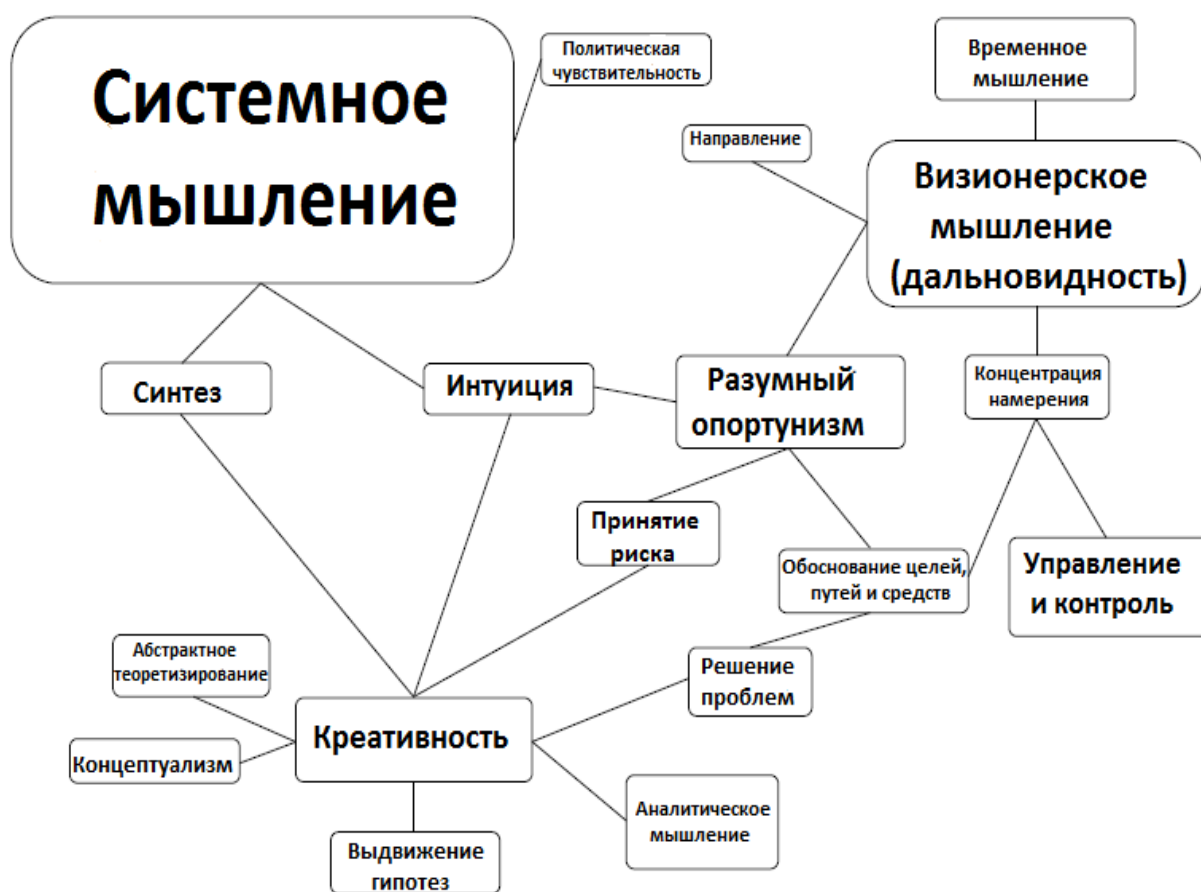 Системное
мышление
Политическая
чувствительность
Временное
мышление
Направление
Визионерское
мышление
(дальновидность)
Синтез
Интуиция
Разумный
опортунизм
Концентрация
намерения
Принятие
риска
Обоснование целей,
путей и средств
Управление
и контроль
Абстрактное
теоретизирование
Решение
проблем
Креативность
Концептуализм
Аналитическое
мышление
Выдвижение
гипотез